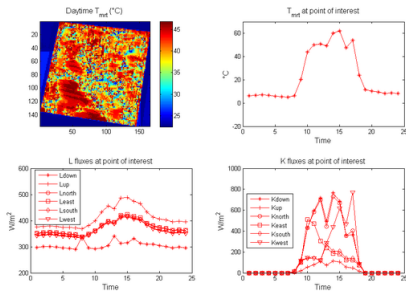 Daytime Tmrt (°C)
20
40
60
80
100
120
140
50
100
150
45
40
35
30
25
Tmrt at point of interest
°C
80
60
40
20
0
-20
0
5
10
15
20
25
Time
L fluxes at point of interest
W/m2
600
500
400
300
200
0
5
10
15
20
25
Time
Ldown
Lup
Lnorth
Least
Lsouth
Lwest
K fluxes at point of interest
W/m2
1000
800
600
400
200
0
0
5
10
15
20
25
Time
Kdown
Kup
Knorth
Keast
Ksouth
Kwest